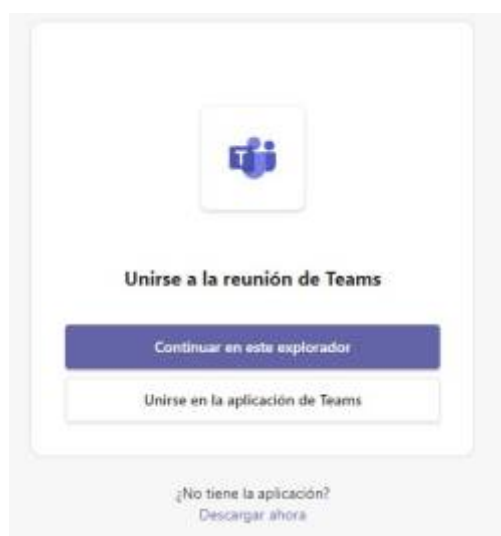 T
Unirse a la reunión de Teams
Continuar en este explorador
Unirse en la aplicación de Teams
¿No tiene la aplicación?
Descargar ahora